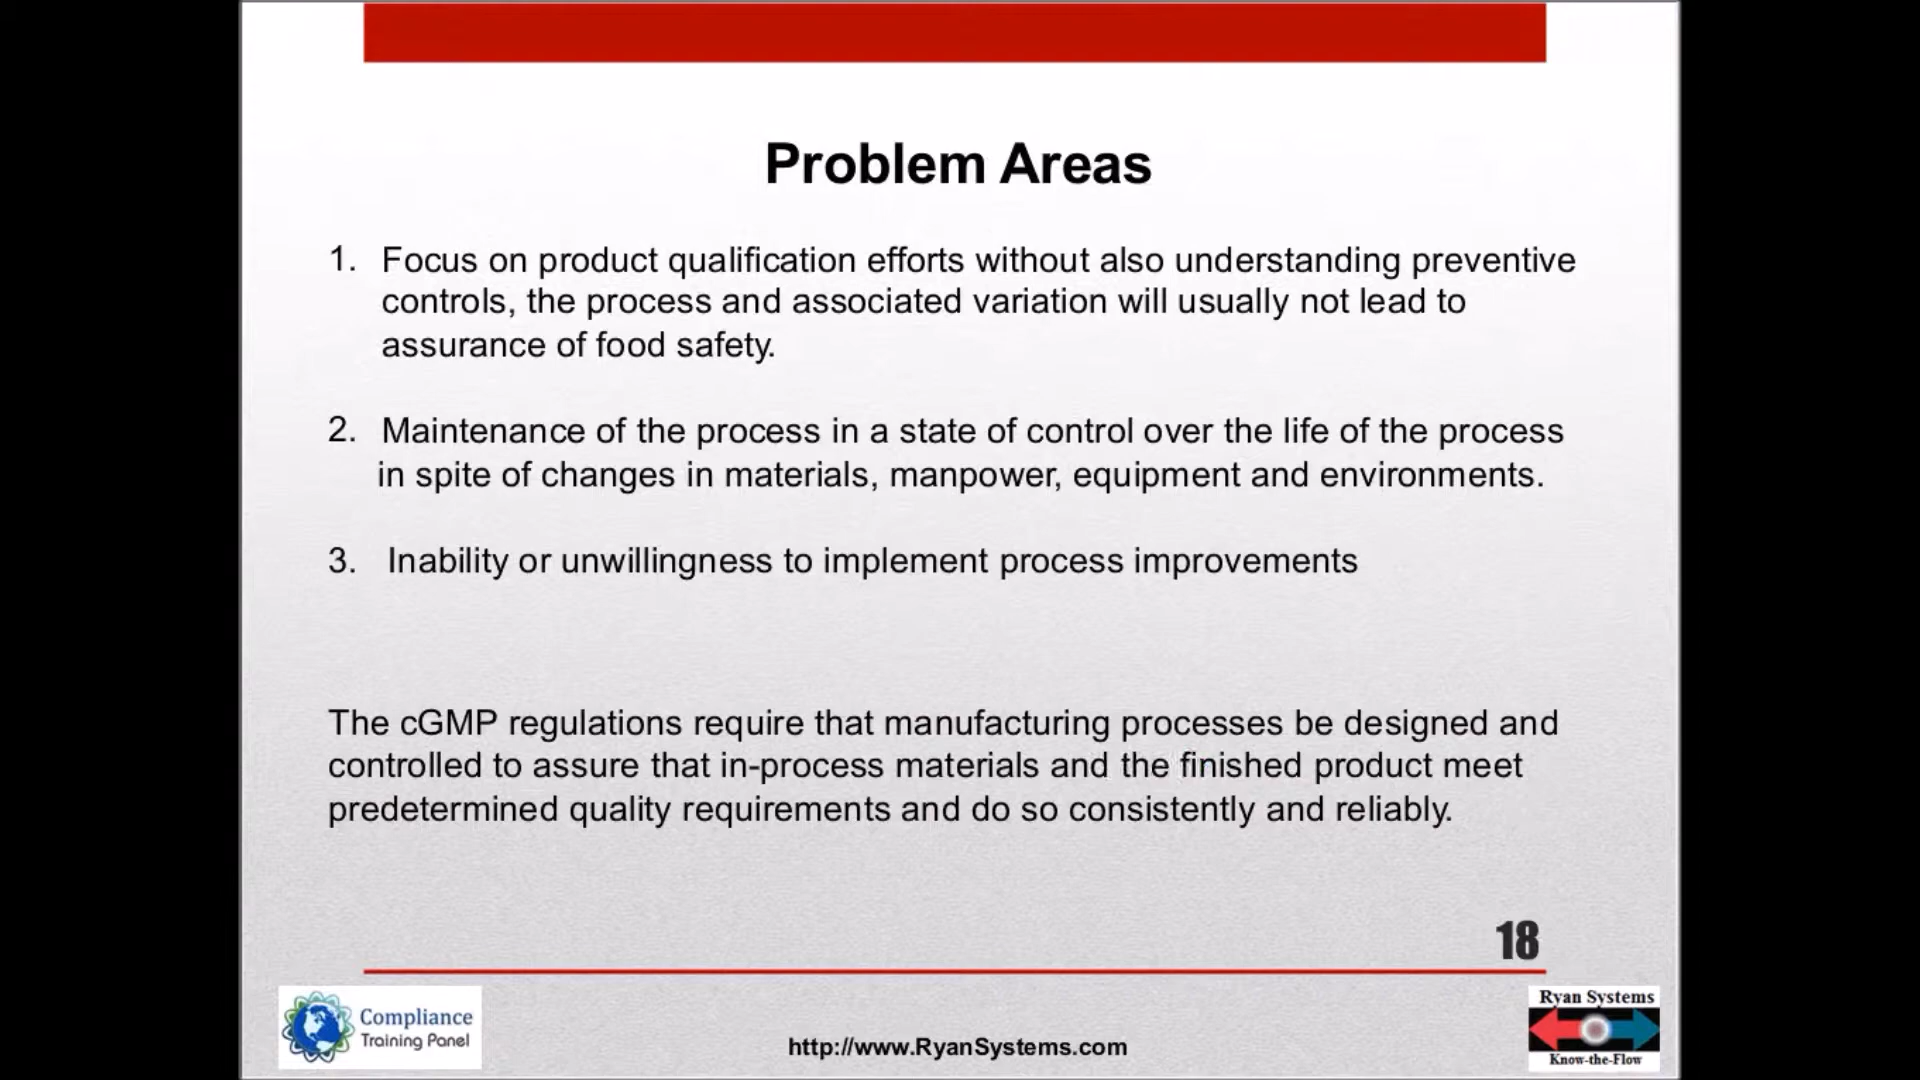 Problem Areas
1. Focus on product qualification efforts without also understanding preventive
controls, the process and associated variation will usually not lead to
assurance of food safety.
2. Maintenance of the process in a state of control over the life of the process
in spite of changes in materials, manpower, equipment and environments.
3. Inability or unwillingness to implement process improvements
The cGMP regulations require that manufacturing processes be designed and
controlled to assure that in-process materials and the finished product meet
predetermined quality requirements and do so consistently and reliably.
18
Compliance
Training Panel
http://www.RyanSystems.com
Ryan Systems
Know-the-Flow